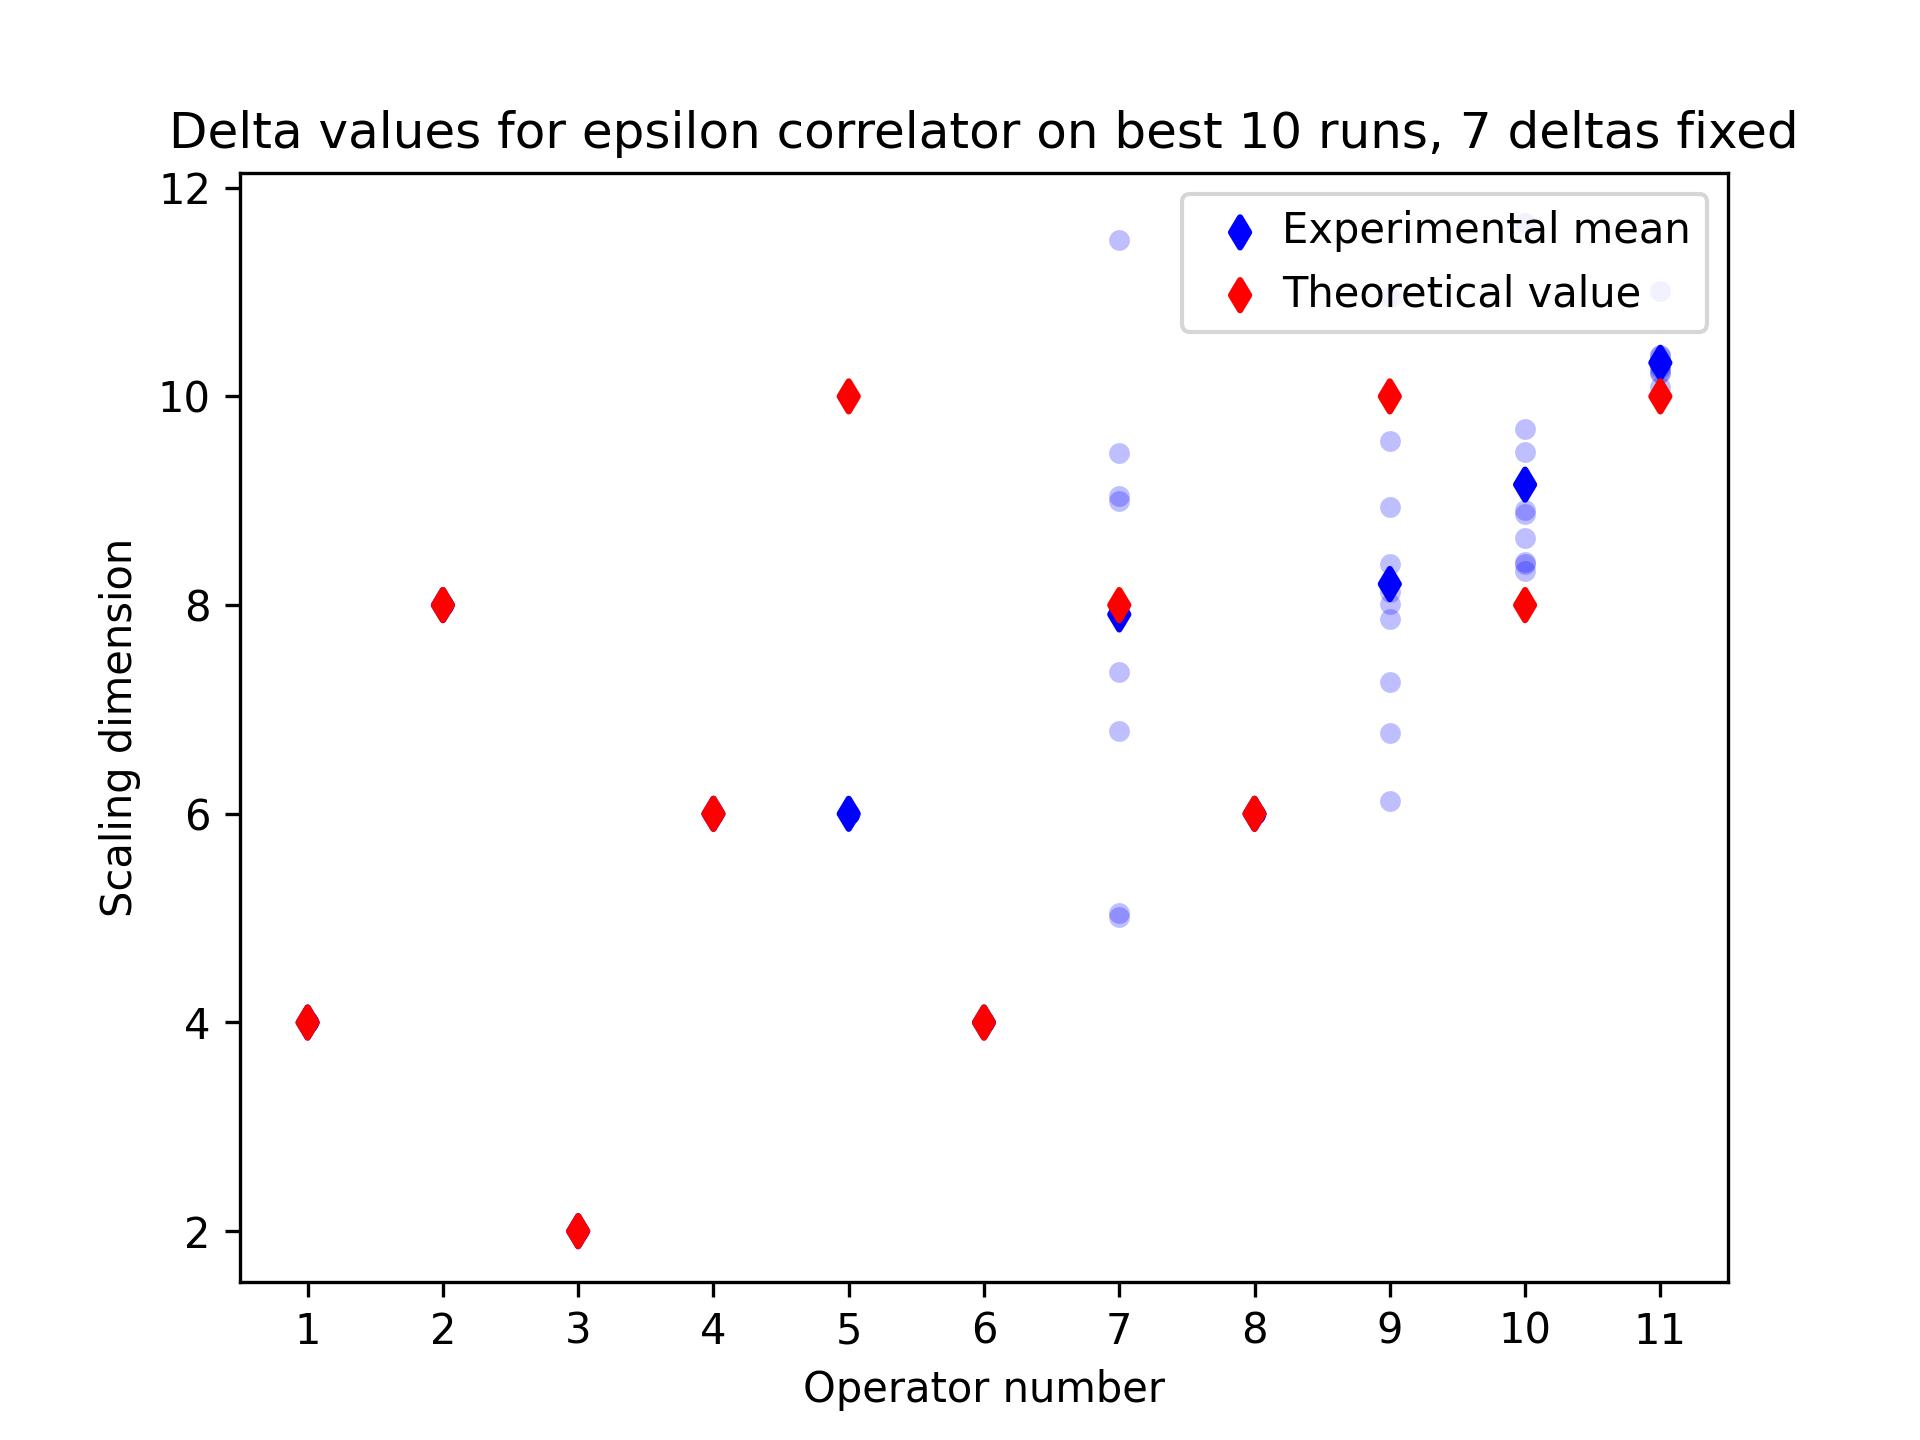 Delta values for epsilon correlator on best 10 runs, 7 deltas fixed
12
10
8
6
4
2
Scaling dimension
Experimental mean
Theoretical value
1 2 3 4 5 6 7 8 9 10 11
Operator number